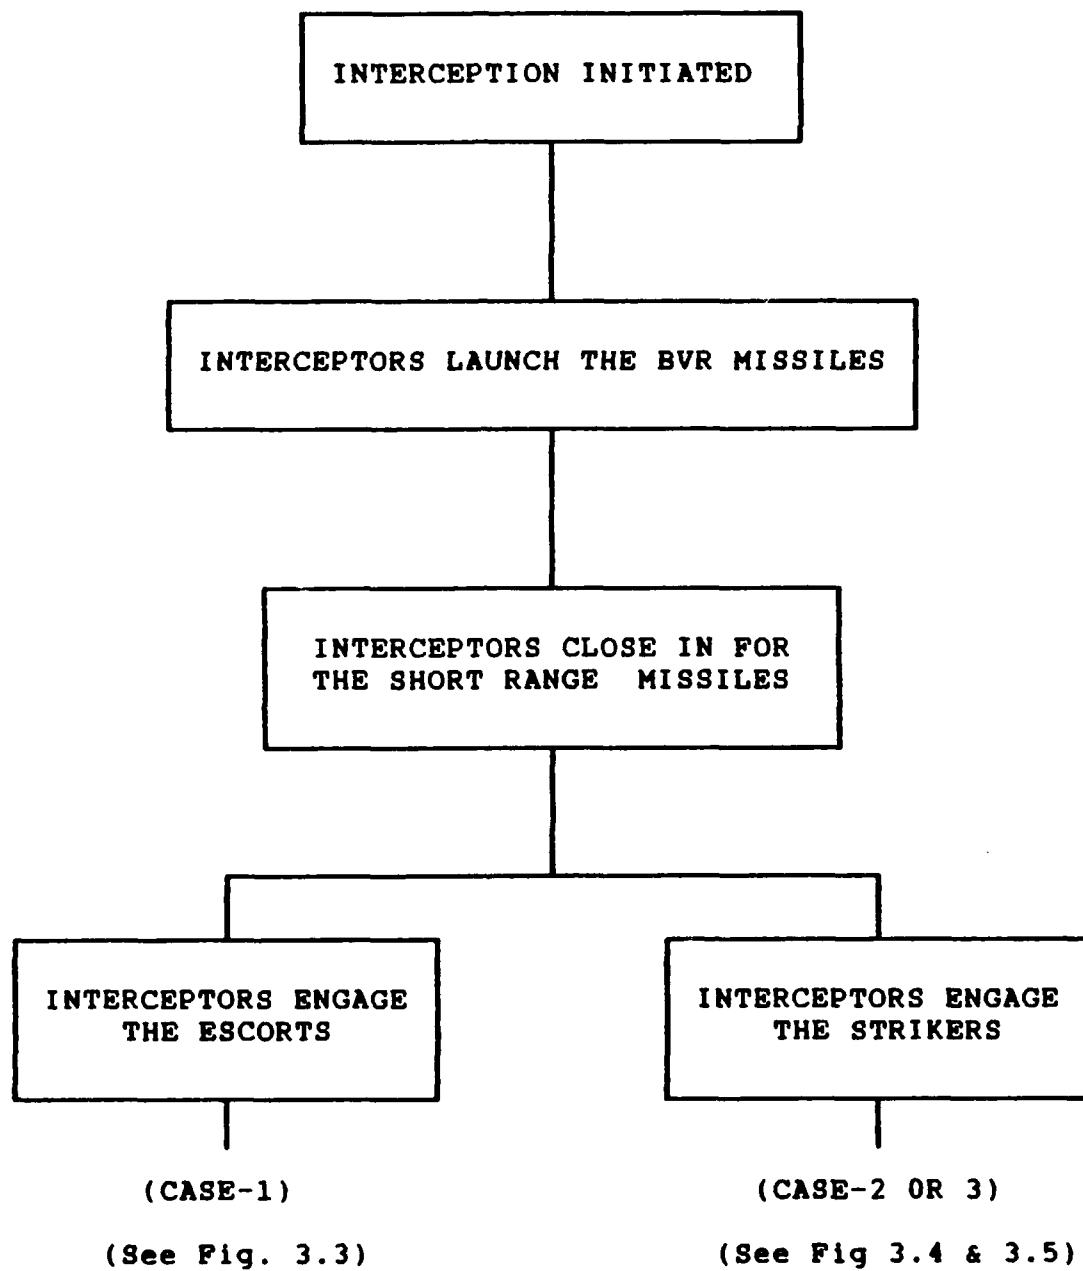 INTERCEPTION INITIATED
INTERCEPTORS LAUNCH THE BVR MISSILES
INTERCEPTORS CLOSE IN FOR
THE SHORT RANGE MISSILES
INTERCEPTORS ENGAGE
THE ESCORTS
INTERCEPTORS ENGAGE
THE STRIKERS
(CASE-1)
(CASE-2 OR 3)
(See Fig. 3.3)
(See Fig 3.4 & 3.5)